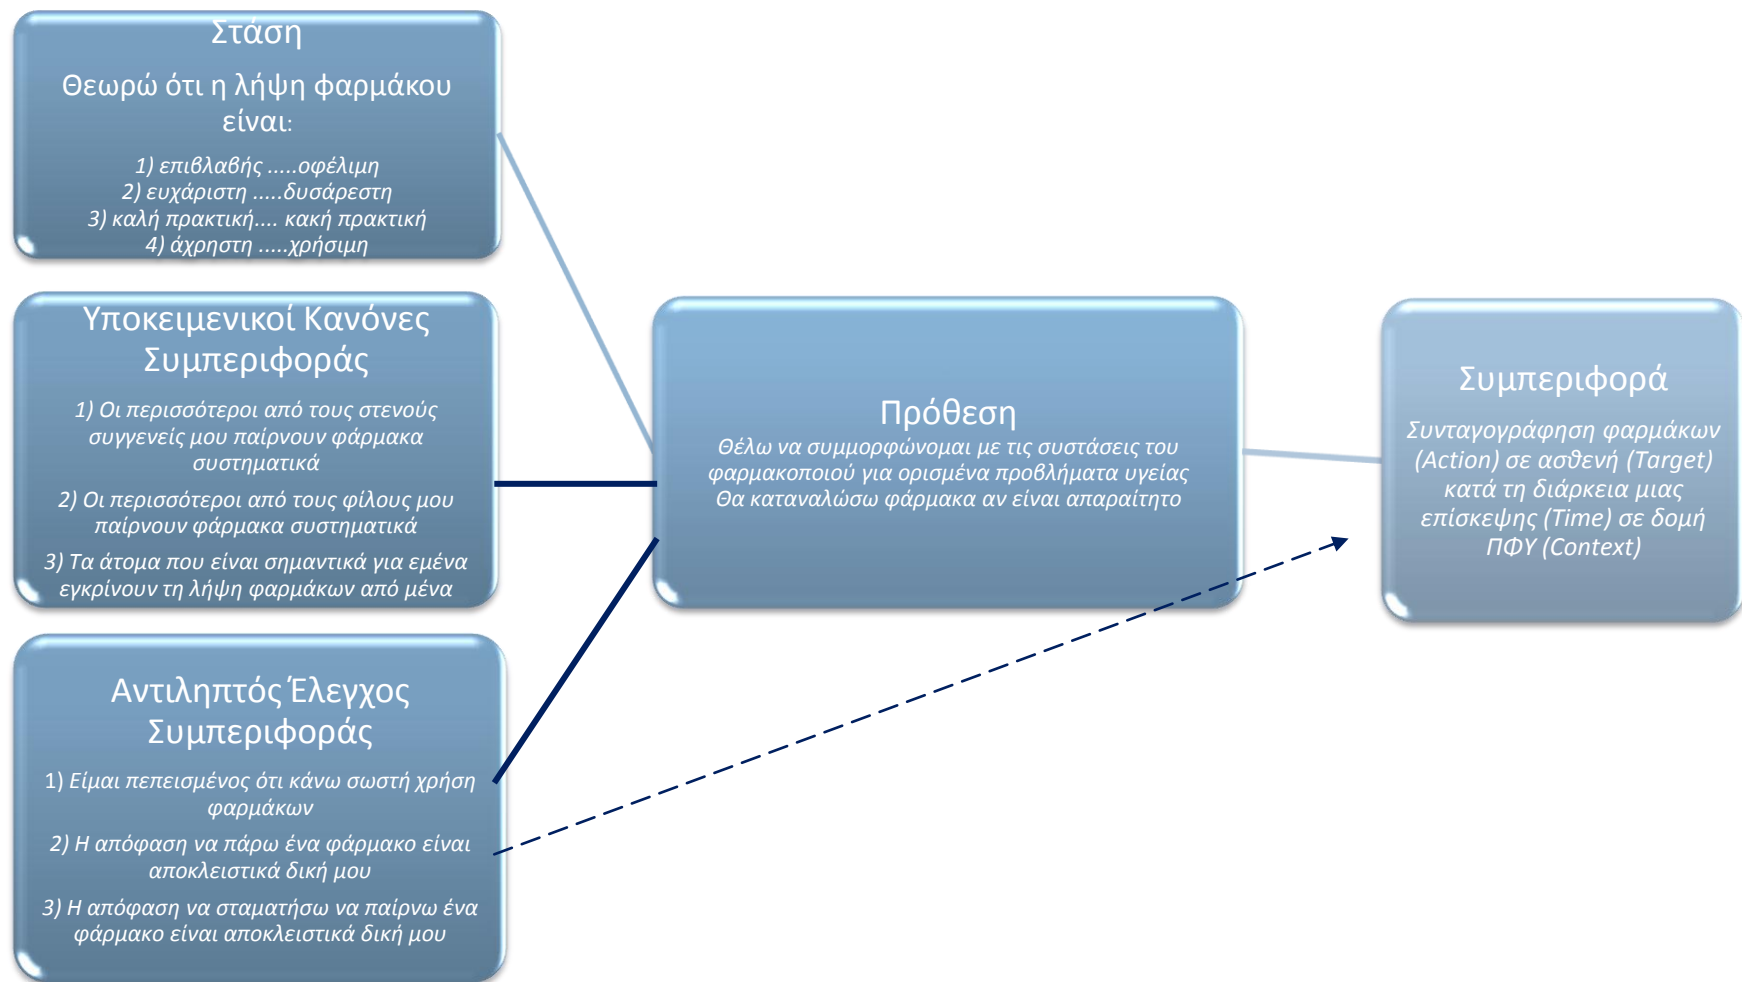 Στάση
Θεωρώ ότι η λήψη φαρμάκου
είναι:
1) επιβλαβής .....οφέλιμη
2) ευχάριστη .....δυσάρεστη
3) καλή πρακτική.... κακή πρακτική
4) άχρηστη .....χρήσιμη
Υποκειμενικοί Κανόνες
Συμπεριφοράς
1) Οι περισσότεροι από τους στενούς
συγγενείς μου παίρνουν φάρμακα
συστηματικά
2) Οι περισσότεροι από τους φίλους μου
παίρνουν φάρμακα συστηματικά
3) Τα άτομα που είναι σημαντικά για εμένα
εγκρίνουν τη λήψη φαρμάκων από μένα
Αντιληπτός Έλεγχος
Συμπεριφοράς
1) Είμαι πεπεισμένος ότι κάνω σωστή χρήση
φαρμάκων
2) Η απόφαση να πάρω ένα φάρμακο είναι
αποκλειστικά δική μου
3) Η απόφαση να σταματήσω να παίρνω ένα
φάρμακο είναι αποκλειστικά δική μου
Πρόθεση
Θέλω να συμμορφώνομαι με τις συστάσεις του
φαρμακοποιού για ορισμένα προβλήματα υγείας
Θα καταναλώσω φάρμακα αν είναι απαραίτητο
Συμπεριφορά
Συνταγογράφηση φαρμάκων
(Action) σε ασθενή (Target)
κατά τη διάρκεια μιας
επίσκεψης (Time) σε δομή
ΠΦΥ (Context)